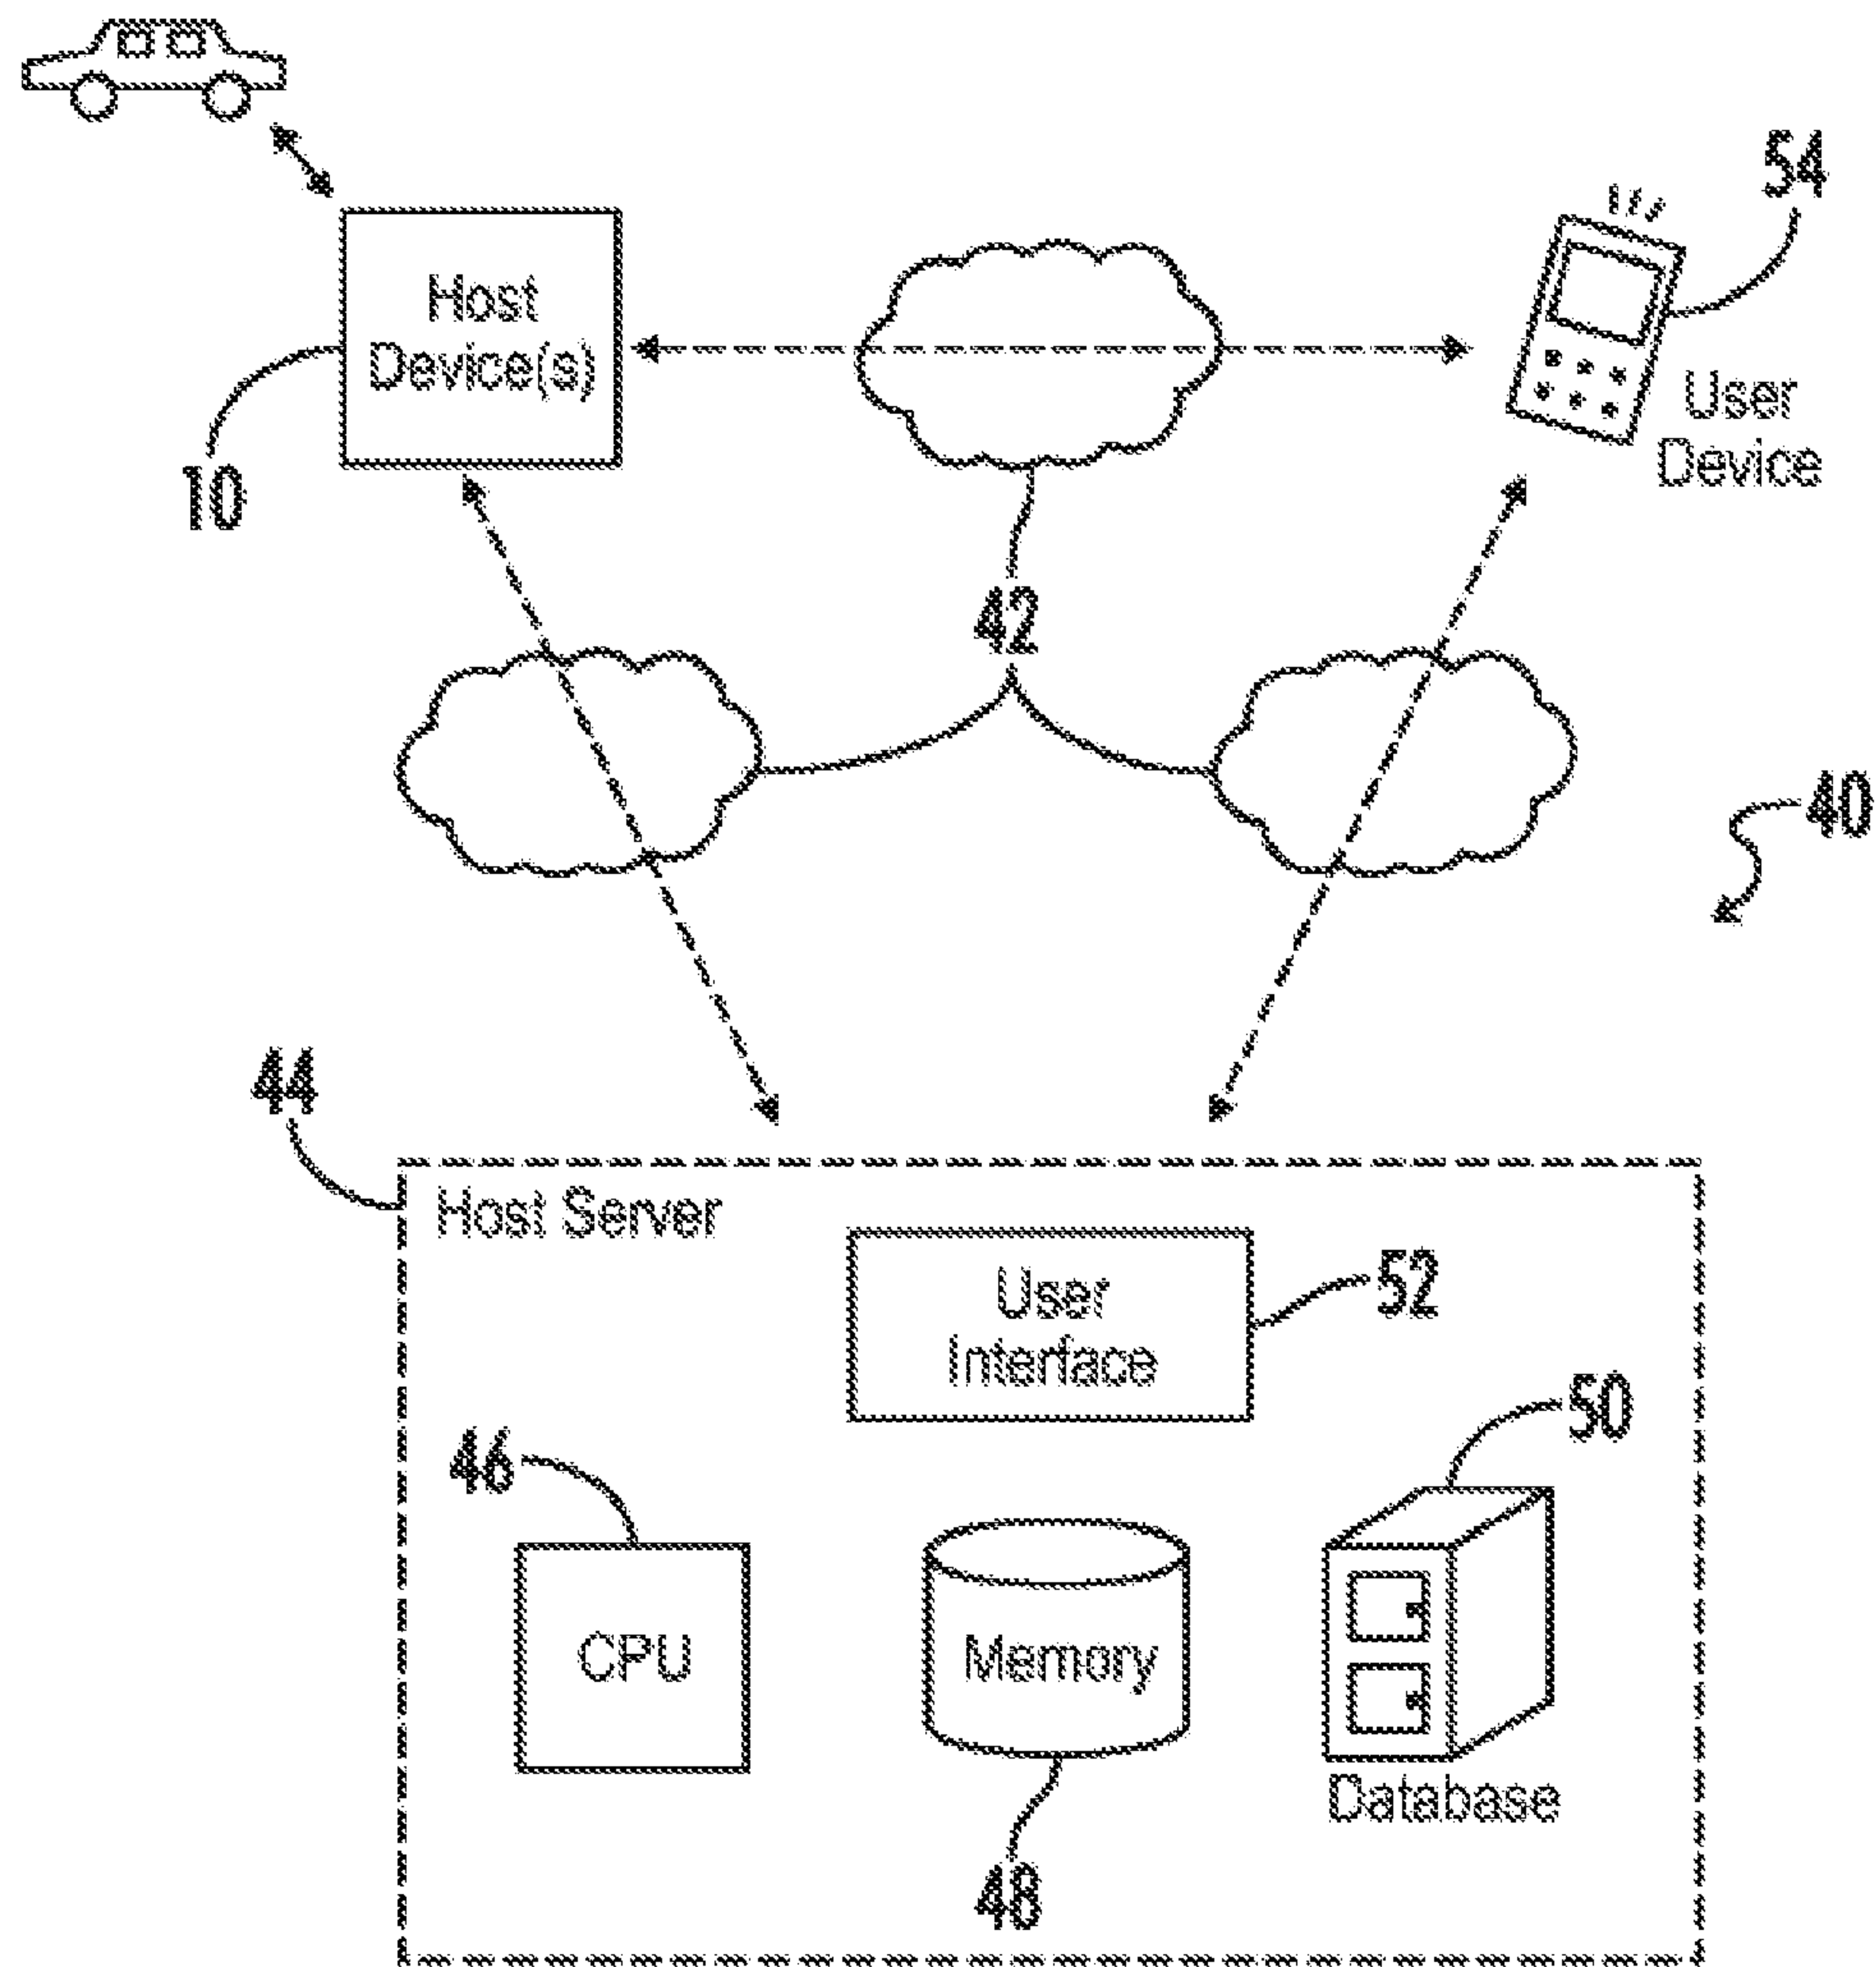 54
Host
Device(s)
User
Device
10
42
40
44
Host Server
User
Interface
52
50
46
CPU
Memory
Database
48